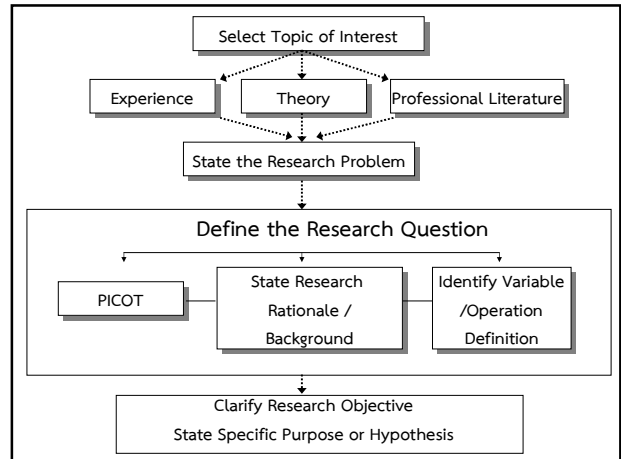 Select Topic of Interest
Experience
Theory
Professional Literature
State the Research Problem
Define the Research Question
PICOT
State Research
Rationale /
Background
Identify Variable
/Operation
Definition
Clarify Research Objective
State Specific Purpose or Hypothesis